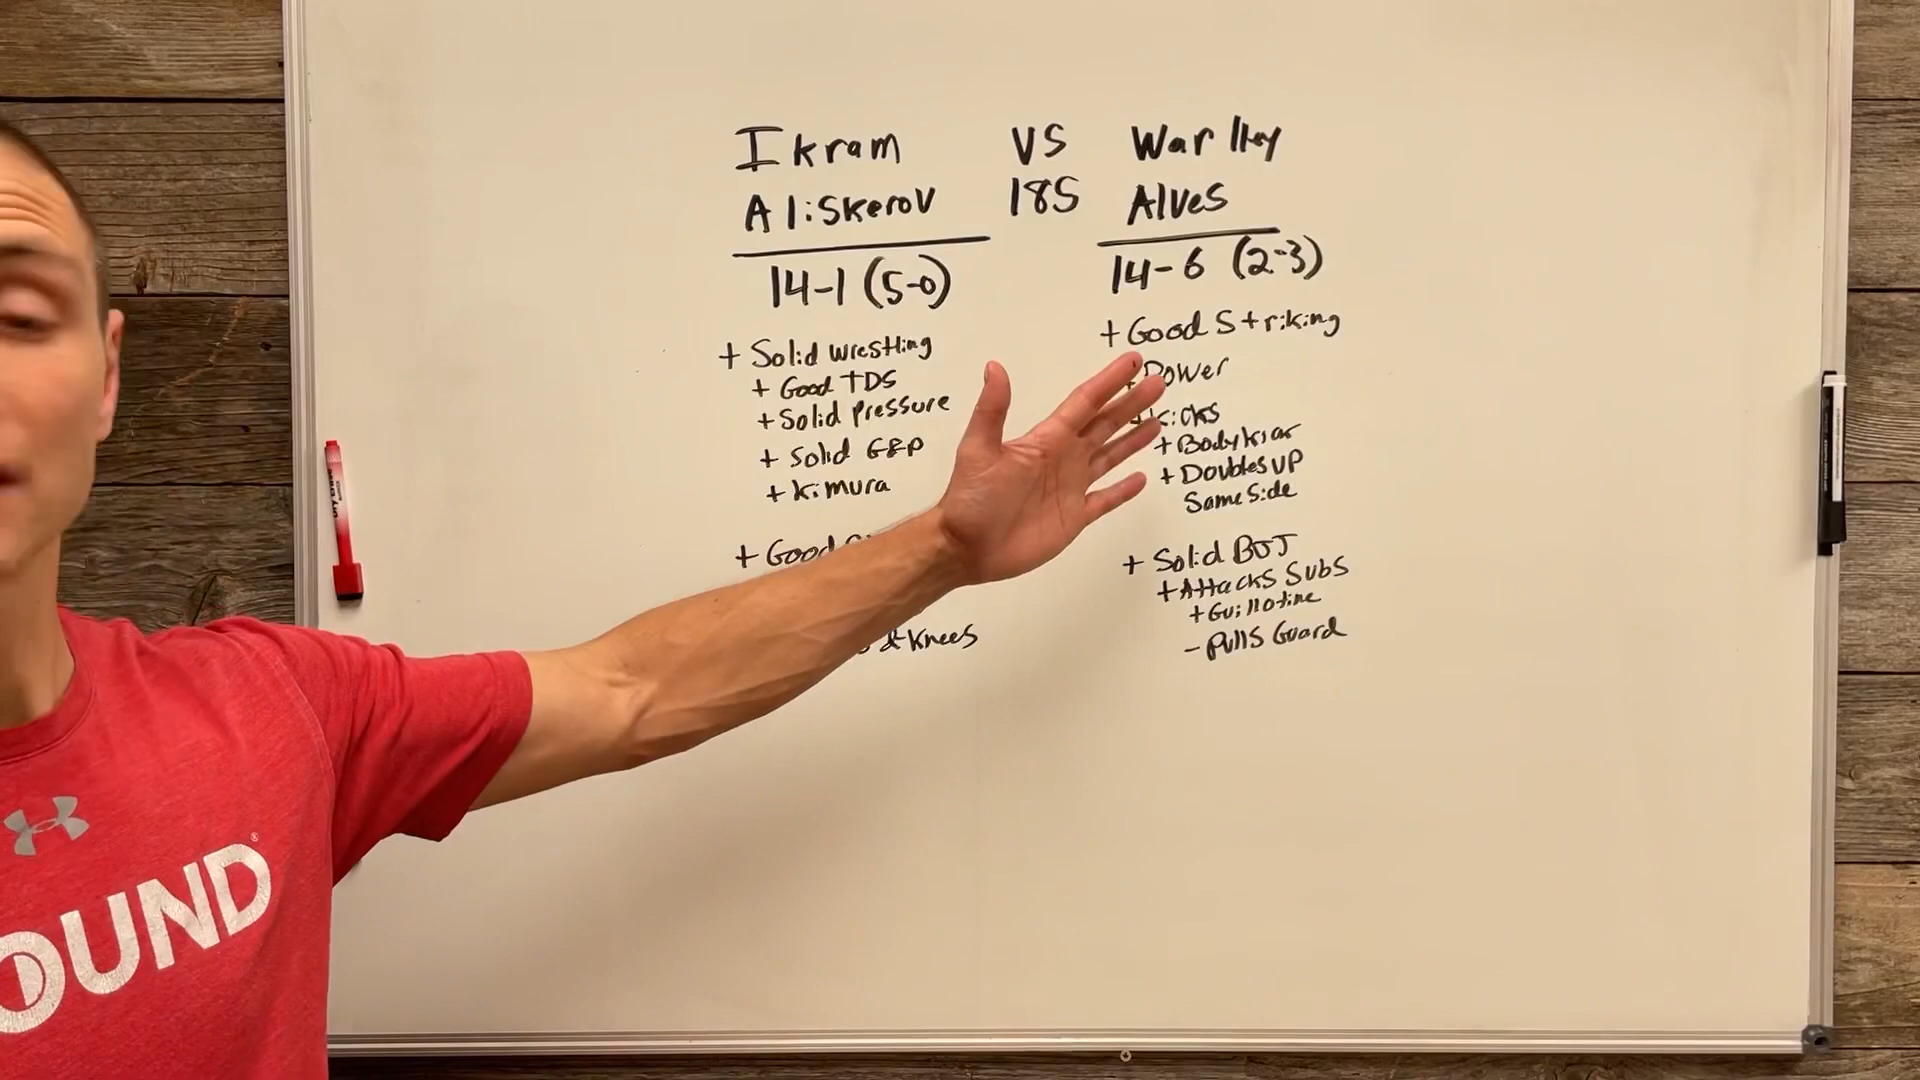 Ikram VS Warlley
Aliskerov 185 Alves
14-1 (5-0)
14-6 (2-3)
+ Solid wrestling
+ Good TDS
+ Solid Pressure
+ Solid G&P
+ Kimura
+ Good
& Knees
+ Good Striking
+ Power
+ Kicks
+ Body Kick
+ Doubles UP
Same Side
+ Solid BJJ
+ Attacks Subs
+ Guillotine
- Pulls Guard
OUND